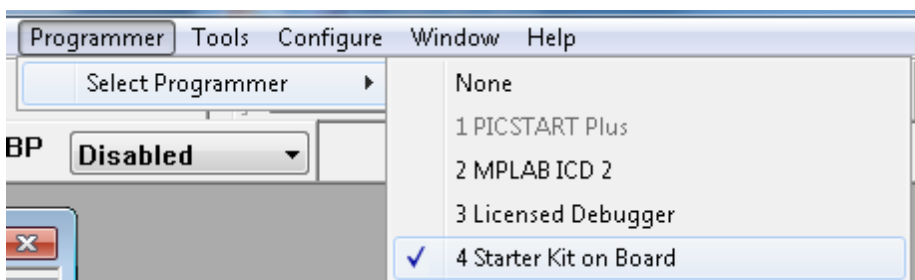 Programmer Tools Configure Window Help
Select Programmer
None
1 PICSTART Plus
BP Disabled
2 MPLAB ICD 2
3 Licensed Debugger
4 Starter Kit on Board